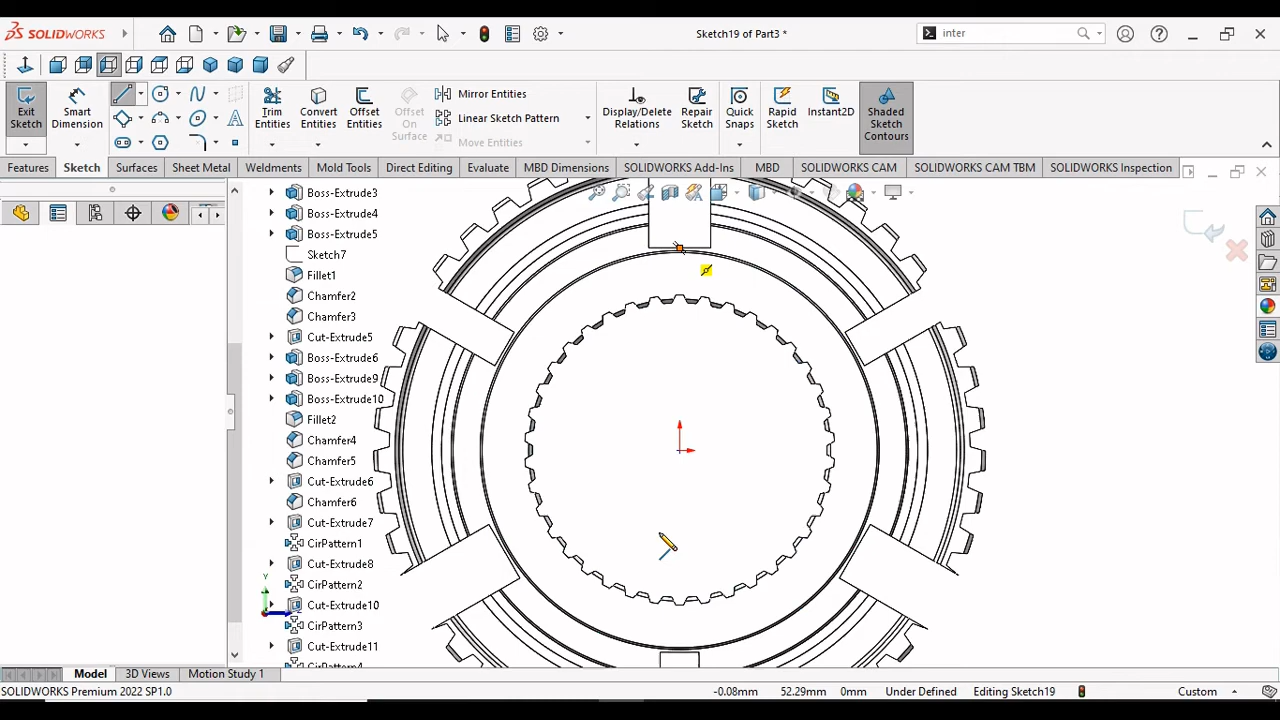 SOLIDWORKS
Sketch19 of Part3 *
inter
Exit Sketch
Smart Dimension
Trim Entities
Convert Entities
Offset Entities
Offset On Surface
Mirror Entities
Linear Sketch Pattern
Move Entities
Display/Delete Relations
Repair Sketch
Quick Snaps
Rapid Sketch
Instant2D
Shaded Sketch Contours
Features
Sketch
Surfaces
Sheet Metal
Weldments
Mold Tools
Direct Editing
Evaluate
MBD Dimensions
SOLIDWORKS Add-Ins
MBD
SOLIDWORKS CAM
SOLIDWORKS CAM TBM
SOLIDWORKS Inspection
Boss-Extrude3
Boss-Extrude4
Boss-Extrude5
Sketch7
Fillet1
Chamfer2
Chamfer3
Cut-Extrude5
Boss-Extrude6
Boss-Extrude9
Boss-Extrude10
Fillet2
Chamfer4
Chamfer5
Cut-Extrude6
Chamfer6
Cut-Extrude7
CirPattern1
Cut-Extrude8
CirPattern2
Cut-Extrude10
CirPattern3
Cut-Extrude11
CirPattern4
Y
Model
3D Views
Motion Study 1
SOLIDWORKS Premium 2022 SP1.0
-0.08mm
52.29mm
0mm
Under Defined
Editing Sketch19
Custom